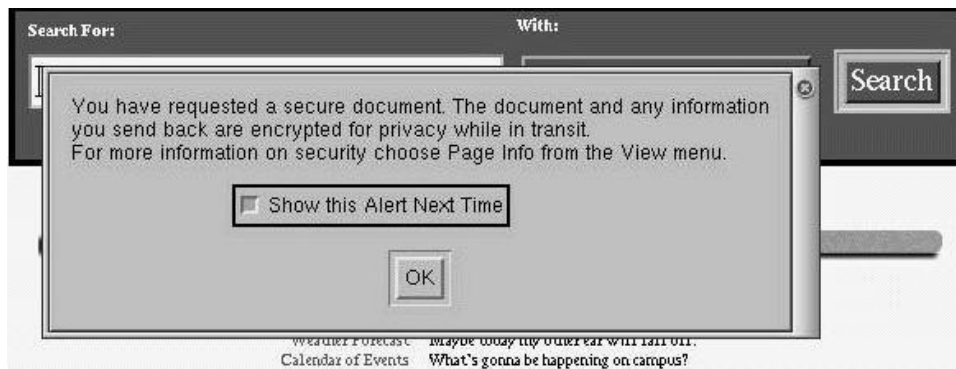 Search For:
With:
Search
You have requested a secure document. The document and any information
you send back are encrypted for privacy while in transit.
For more information on security choose Page Info from the View menu.
Show this Alert Next Time
OK
Weather Forecast Maybe today my other ear will fall off.
Calendar of Events What's gonna be happening on campus?